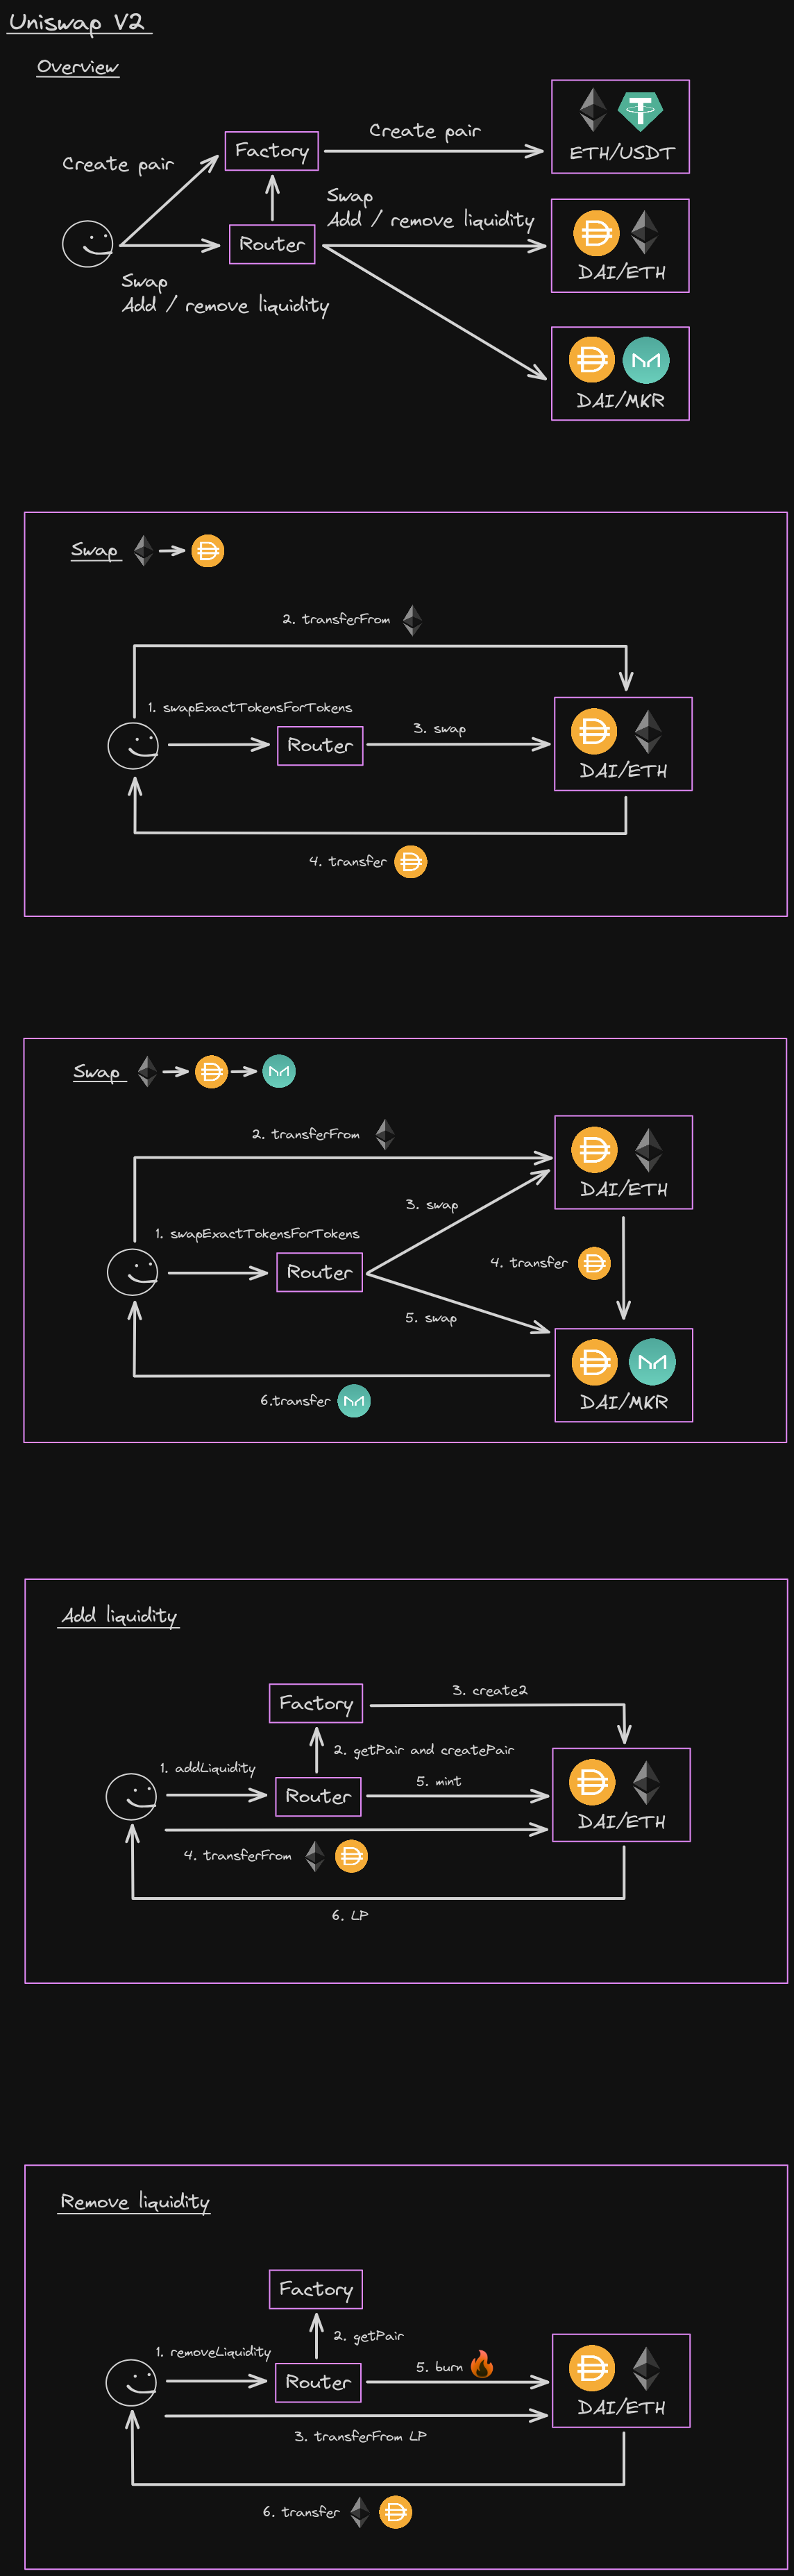 Uniswap V2
Overview
Create pair
Factory
Create pair
ETH/USDT
Swap
Add / remove liquidity
Router
DAI/ETH
Swap
Add / remove liquidity
DAI/MKR
Swap
2. transferFrom
1. swapExactTokensForTokens
Router
3. swap
DAI/ETH
4. transfer
Swap
2. transferFrom
DAI/ETH
3. swap
1. swapExactTokensForTokens
Router
4. transfer
5. swap
6.transfer
DAI/MKR
Add liquidity
Factory
3. create2
2. getPair and createPair
1. addLiquidity
Router
5. mint
DAI/ETH
4. transferFrom
6. LP
Remove liquidity
Factory
2. getPair
1. removeLiquidity
Router
5. burn
DAI/ETH
3. transferFrom LP
6. transfer